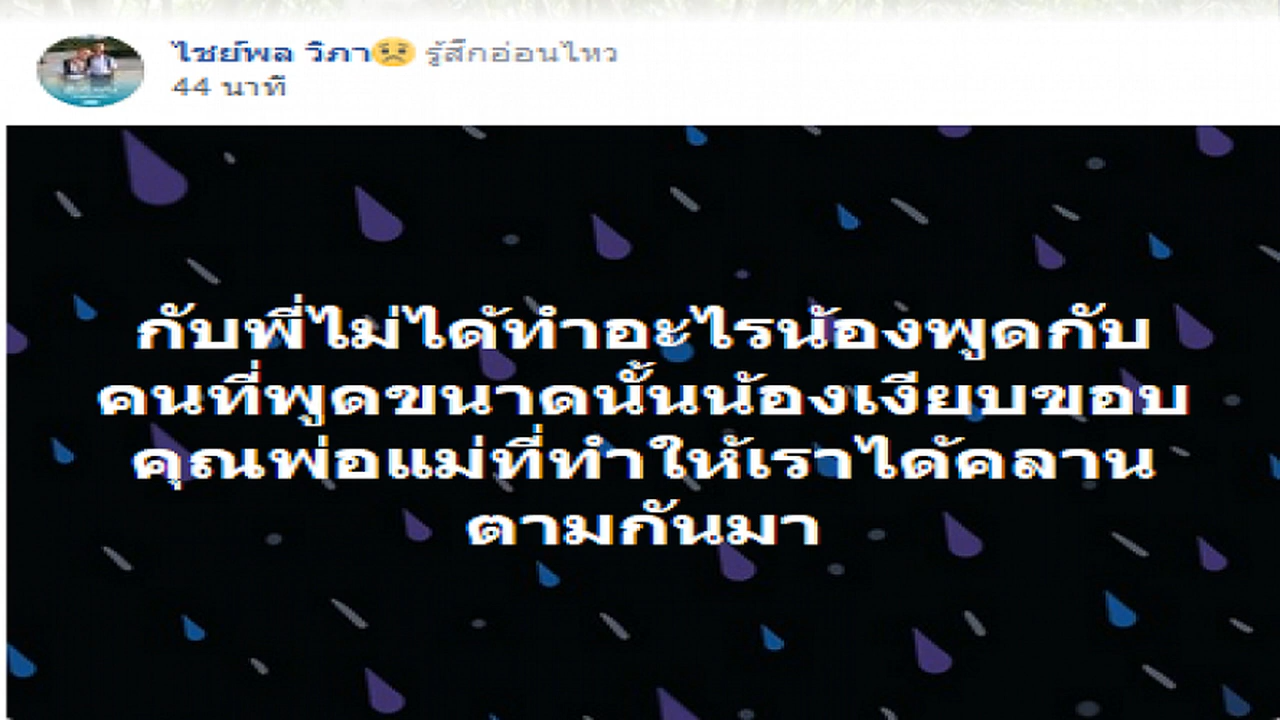 ไชย์พล วิภา😟 รู้สึกอ่อนไหว
44 นาที
กับพี่ไม่ได้ทำอะไรน้องพูดกับ
คนที่พูดขนาดนั้นน้องเงียบขอบ
คุณพ่อแม่ที่ทำให้เราได้คลาน
ตามกันมา